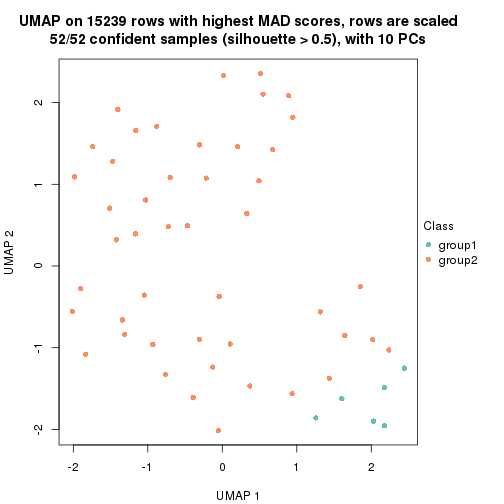 UMAP on 15239 rows with highest MAD scores, rows are scaled
52/52 confident samples (silhouette > 0.5), with 10 PCs
2
1
0
-1
-2
UMAP 2
-2
-1
0
1
2
UMAP 1
Class
group1
group2